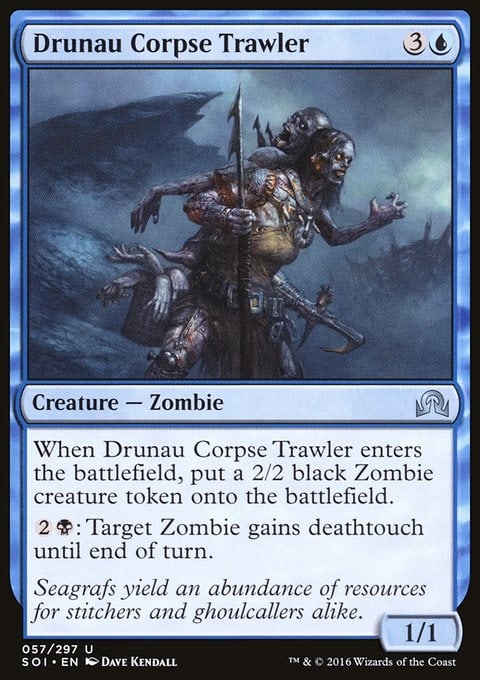 Drunau Corpse Trawler 3
Creature — Zombie
When Drunau Corpse Trawler enters
the battlefield, put a 2/2 black Zombie
creature token onto the battlefield.
2: Target Zombie gains deathtouch
until end of turn.
Seagrafs yield an abundance of resources
for stitchers and ghoulcallers alike.
1/1
057/297 U
SOI • EN Dave Kendall
™ & © 2016 Wizards of the Coast